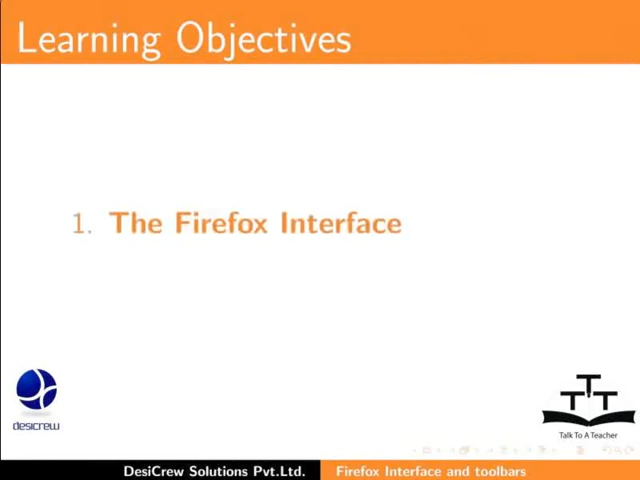 Learning Objectives
1. The Firefox Interface
desicrew
T T T
Talk To A Teacher
DesiCrew Solutions Pvt.Ltd. Firefox Interface and toolbars